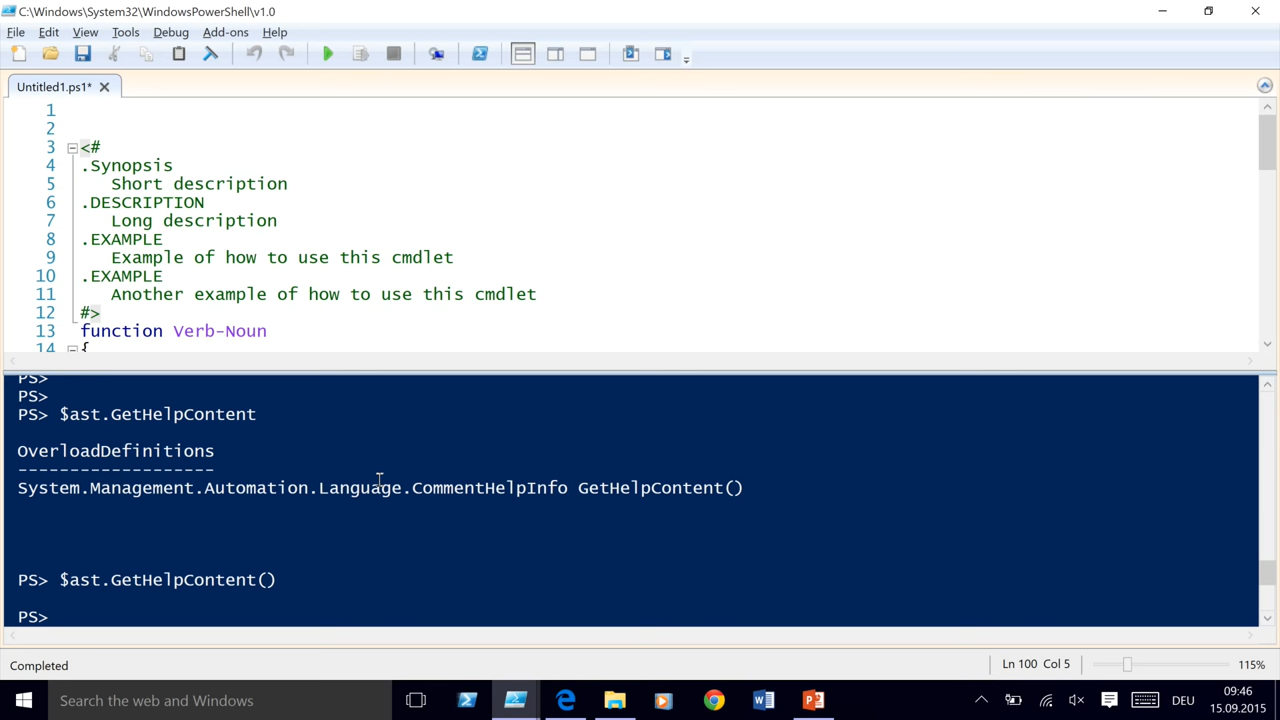 C:\Windows\System32\WindowsPowerShell\v1.0
File Edit View Tools Debug Add-ons Help
Untitled1.ps1*
1
2
3 <#
4 .Synopsis
5 Short description
6 .DESCRIPTION
7 Long description
8 .EXAMPLE
9 Example of how to use this cmdlet
10 .EXAMPLE
11 Another example of how to use this cmdlet
12 #>
13 function Verb-Noun
14 {
PS>
PS>
PS> $ast.GetHelpContent
OverloadDefinitions
-------------------
System.Management.Automation.Language.CommentHelpInfo GetHelpContent()
PS> $ast.GetHelpContent()
PS>
Completed
Ln 100 Col 5
115%
Search the web and Windows
DEU
09:46
15.09.2015